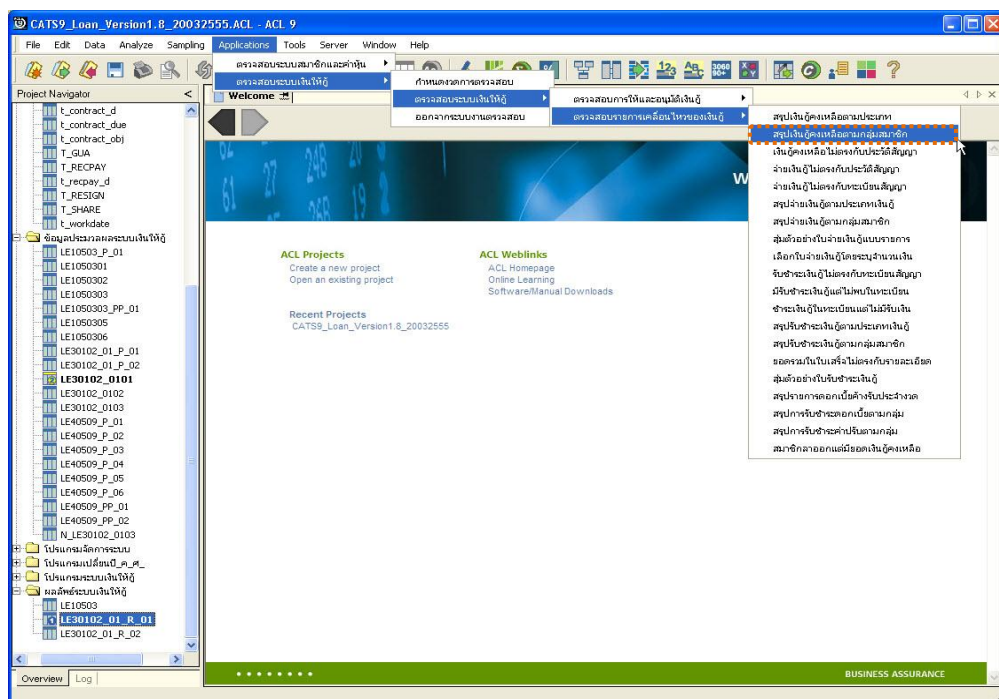 CATS9_Loan_Version1.8_20032555.ACL - ACL 9
File Edit Data Analyze Sampling Applications Tools Server Window Help
ตรวจสอบระบบสมาชิกและค่าหุ้น
ตรวจสอบระบบเงินให้กู้
กำหนดงวดการตรวจสอบ
ตรวจสอบระบบเงินให้กู้
ออกจากระบบงานตรวจสอบ
ตรวจสอบการให้และอนุมัติเงินกู้
ตรวจสอบรายการเคลื่อนไหวของเงินกู้
สรุปเงินกู้คงเหลือตามประเภท
สรุปเงินกู้คงเหลือตามกลุ่มสมาชิก
เงินกู้คงเหลือไม่ตรงกับประวัติสัญญา
จ่ายเงินกู้ไม่ตรงกับประวัติสัญญา
จ่ายเงินกู้ไม่ตรงกับทะเบียนสัญญา
สรุปจ่ายเงินกู้ตามประเภทเงินกู้
สรุปจ่ายเงินกู้ตามกลุ่มสมาชิก
สุ่มตัวอย่างใบจ่ายเงินกู้แบบรายการ
เลือกใบจ่ายเงินกู้โดยระบุจำนวนเงิน
รับชำระเงินกู้ไม่ตรงกับทะเบียนสัญญา
มีรับชำระเงินกู้แต่ไม่พบในทะเบียน
ชำระเงินกู้ในทะเบียนแต่ไม่มีรับเงิน
สรุปรับชำระเงินกู้ตามประเภทเงินกู้
สรุปรับชำระเงินกู้ตามกลุ่มสมาชิก
ยอดรวมในใบเสร็จไม่ตรงกับรายละเอียด
สุ่มตัวอย่างใบรับชำระเงินกู้
สรุปรายการดอกเบี้ยค้างรับประจำงวด
สรุปการรับชำระดอกเบี้ยตามกลุ่ม
สรุปการรับชำระค่าปรับตามกลุ่ม
สมาชิกลาออกแต่มียอดเงินกู้คงเหลือ
Project Navigator <
Welcome
t_contract_d
t_contract_due
t_contract_obj
T_GUA
T_RECPAY
t_recpay_d
T_RESIGN
T_SHARE
t_workdate
ข้อมูลประมวลผลระบบเงินให้กู้
LE10503_P_01
LE1050301
LE1050302
LE1050303
LE1050303_PP_01
LE1050305
LE1050306
LE30102_01_P_01
LE30102_01_P_02
LE30102_0101
LE30102_0102
LE30102_0103
LE40509_P_01
LE40509_P_02
LE40509_P_03
LE40509_P_04
LE40509_P_05
LE40509_P_06
LE40509_PP_01
LE40509_PP_02
N_LE30102_0103
โปรแกรมจัดการระบบ
โปรแกรมเปลี่ยนปี_ค_ศ_
โปรแกรมระบบเงินให้กู้
ผลลัพธ์ระบบเงินให้กู้
LE10503
LE30102_01_R_01
LE30102_01_R_02
Overview Log
W
ACL Projects
Create a new project
Open an existing project
Recent Projects
CATS9_Loan_Version1.8_20032555
ACL Weblinks
ACL Homepage
Online Learning
Software/Manual Downloads
BUSINESS ASSURANCE